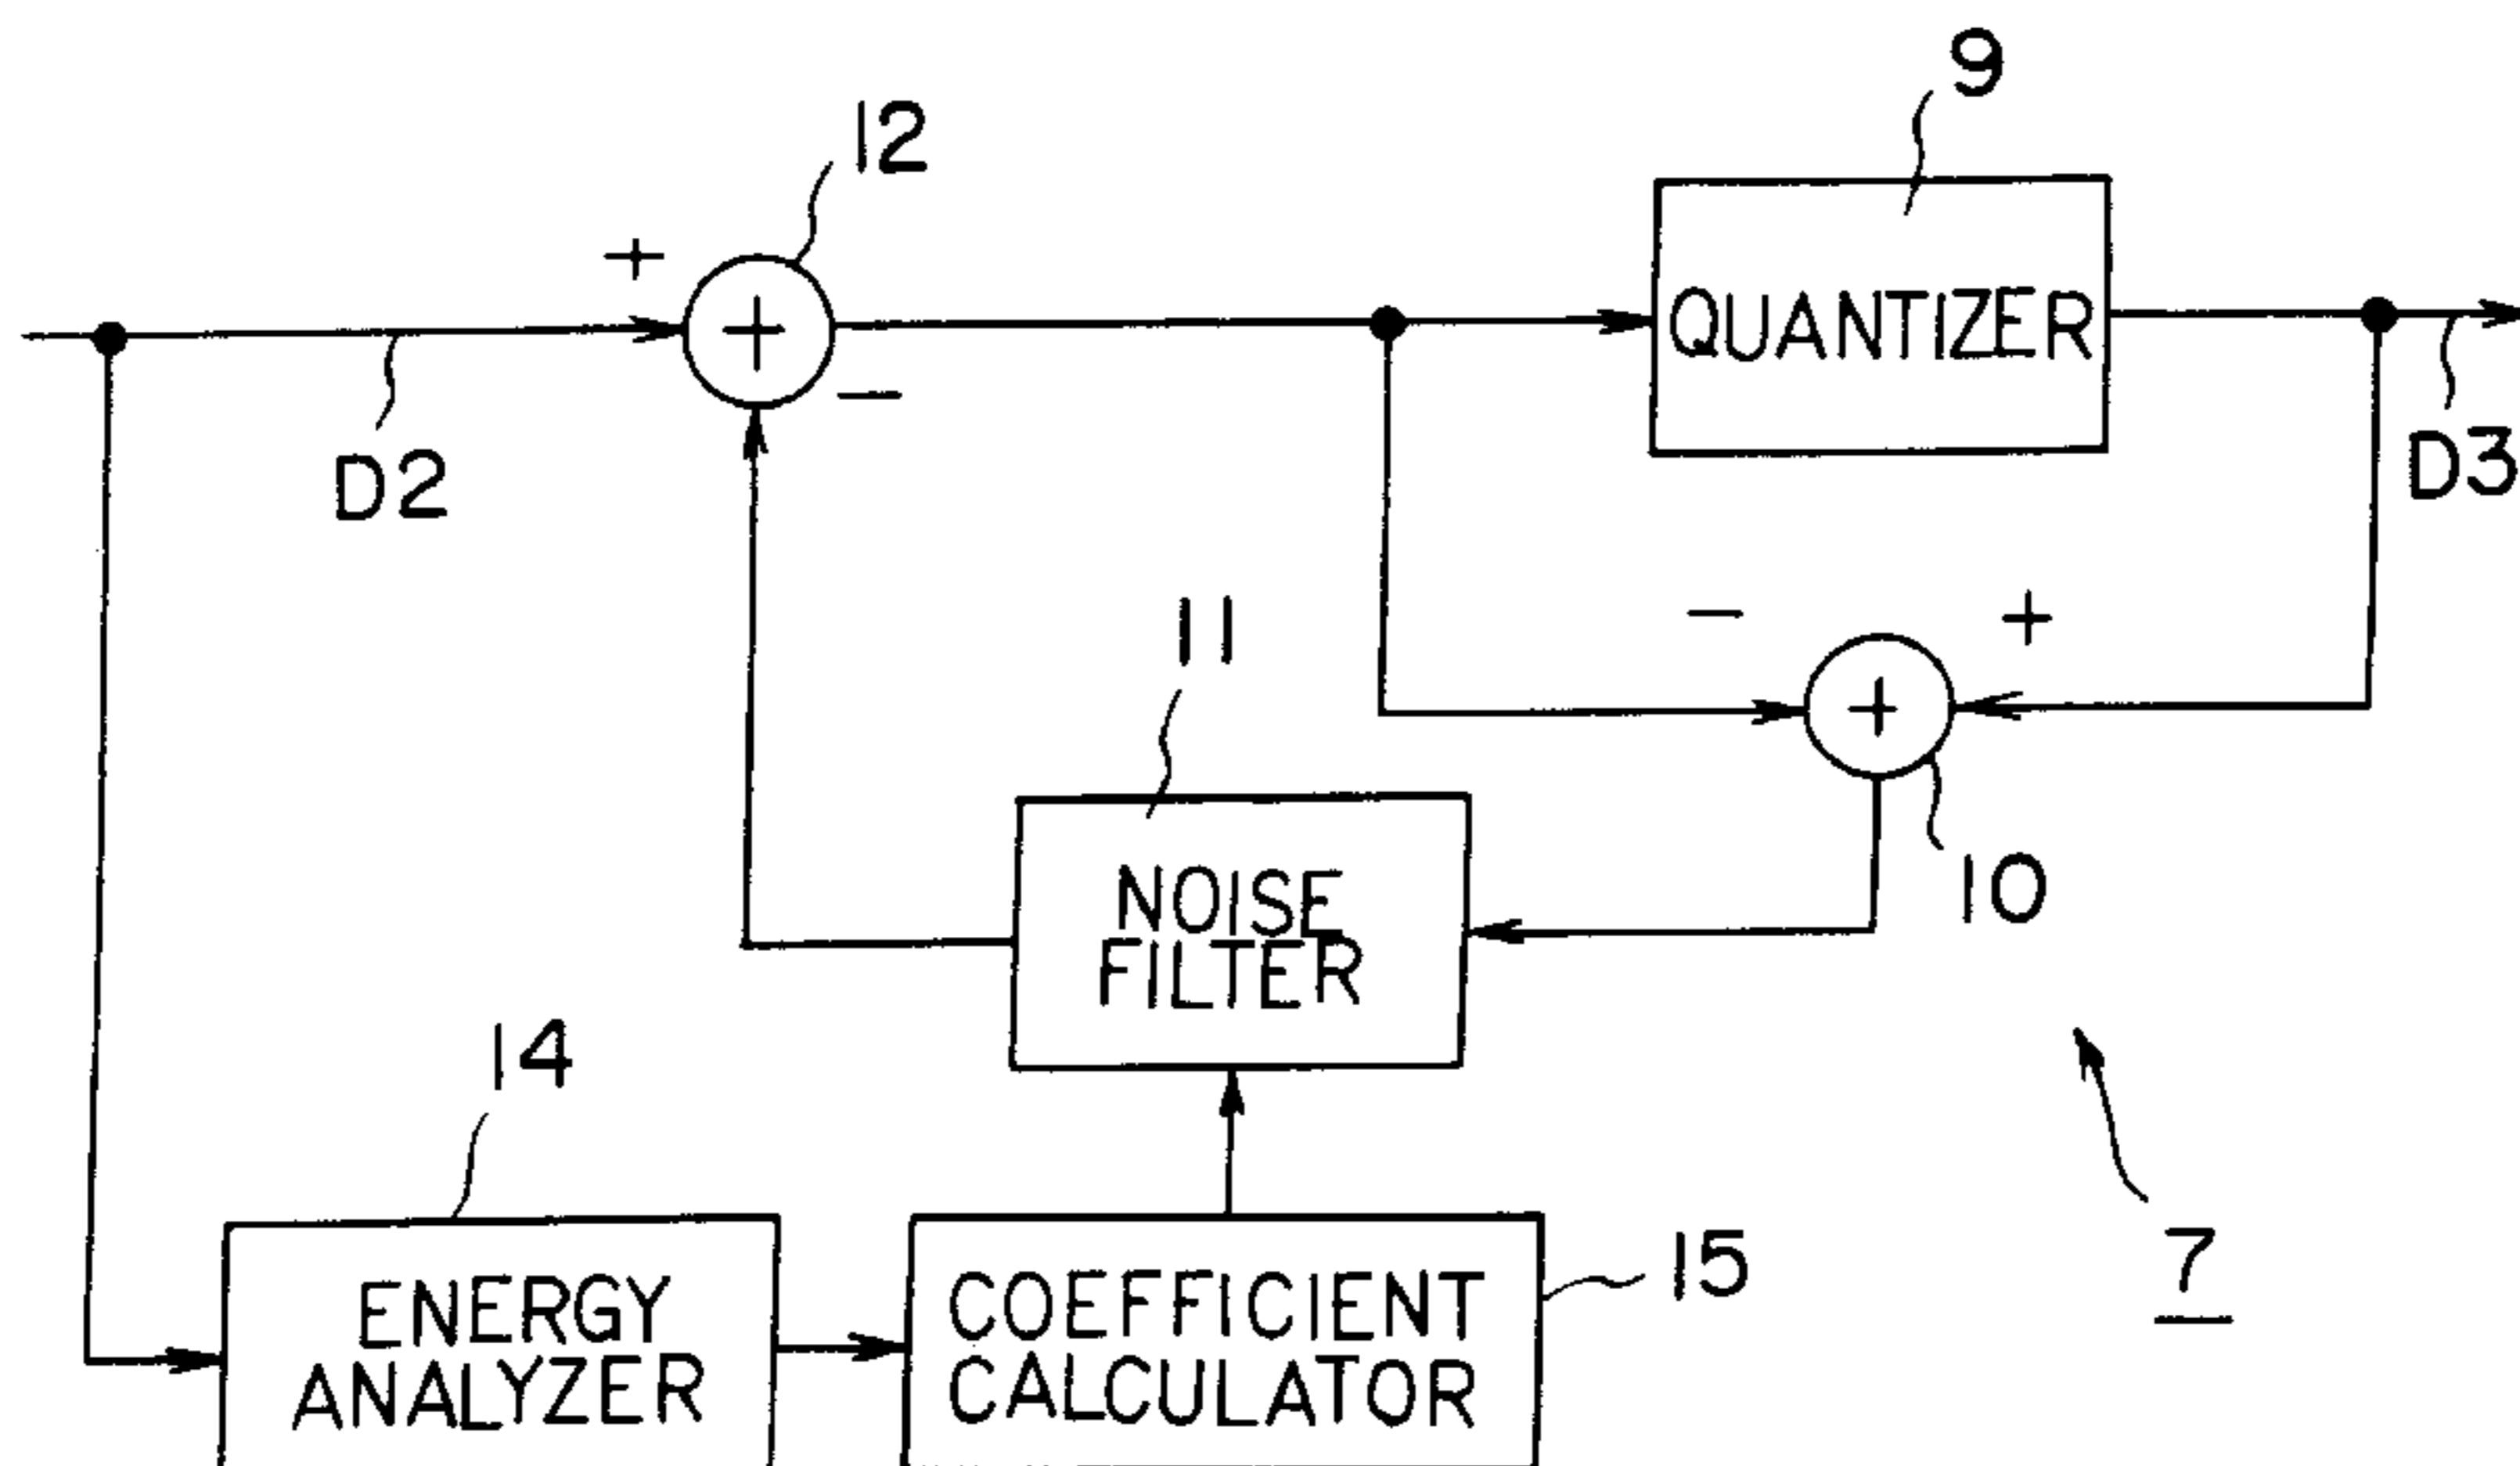 9
12
+
+
QUANTIZER
−
D2
D3
11
−
+
+
10
NOISE
FILTER
14
7
15
ENERGY
ANALYZER
COEFFICIENT
CALCULATOR